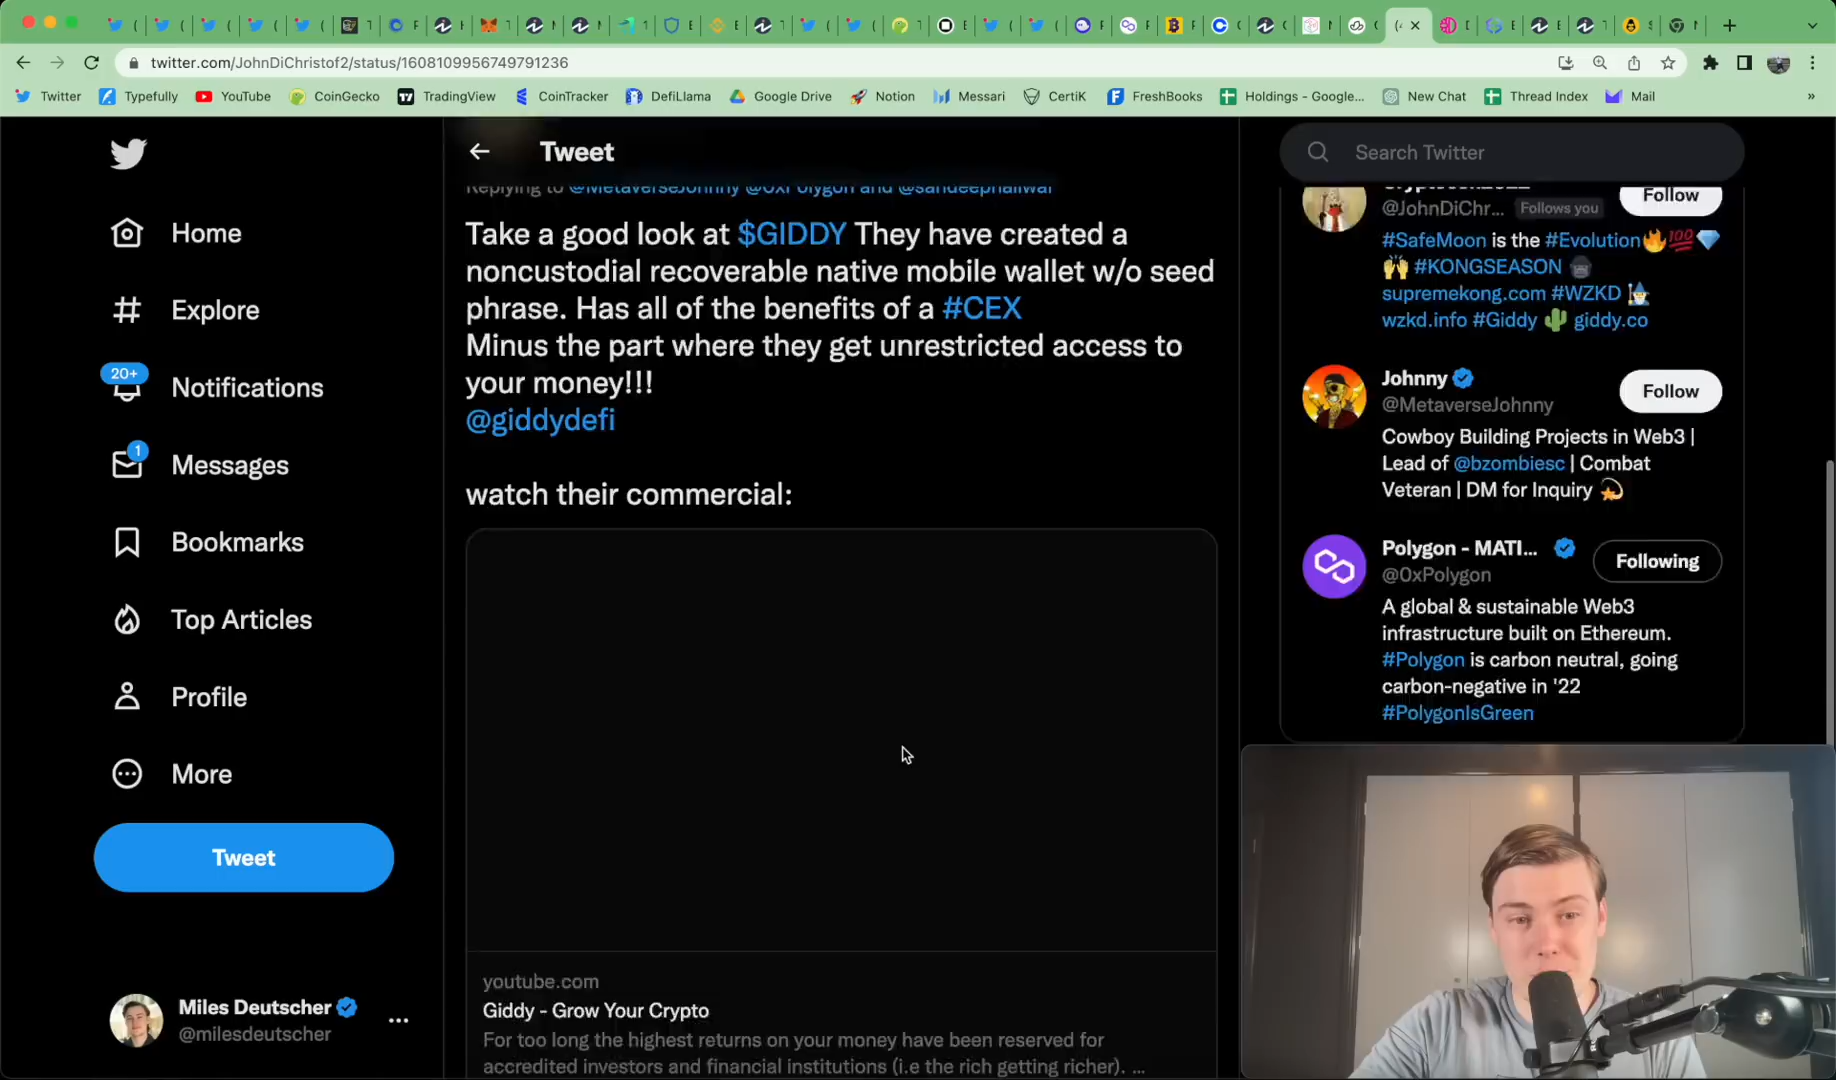 twitter.com/JohnDiChristof2/status/1608109956749791236
Twitter Typefully YouTube CoinGecko TradingView CoinTracker DefiLlama Google Drive Notion Messari CertiK FreshBooks Holdings - Google... New Chat Thread Index Mail »
Tweet
Search Twitter
Home
Explore
20+
Notifications
1
Messages
Bookmarks
Top Articles
Profile
More
Tweet
Miles Deutscher
@milesdeutscher
Replying to @MetaverseJohnny @0xPolygon and @sandeepnailwal
Take a good look at $GIDDY They have created a
noncustodial recoverable native mobile wallet w/o seed
phrase. Has all of the benefits of a #CEX
Minus the part where they get unrestricted access to
your money!!!
@giddydefi
watch their commercial:
youtube.com
Giddy - Grow Your Crypto
For too long the highest returns on your money have been reserved for
accredited investors and financial institutions (i.e the rich getting richer). ...
Follow
@JohnDiChr... Follows you
#SafeMoon is the #Evolution🔥💯💎
🙌 #KONGSEASON 🦍
supremekong.com #WZKD 🧙‍♂️
wzkd.info #Giddy 🌵 giddy.co
Johnny
@MetaverseJohnny
Follow
Cowboy Building Projects in Web3 |
Lead of @bzombiesc | Combat
Veteran | DM for Inquiry 💫
Polygon - MATI...
@0xPolygon
Following
A global & sustainable Web3
infrastructure built on Ethereum.
#Polygon is carbon neutral, going
carbon-negative in '22
#PolygonIsGreen